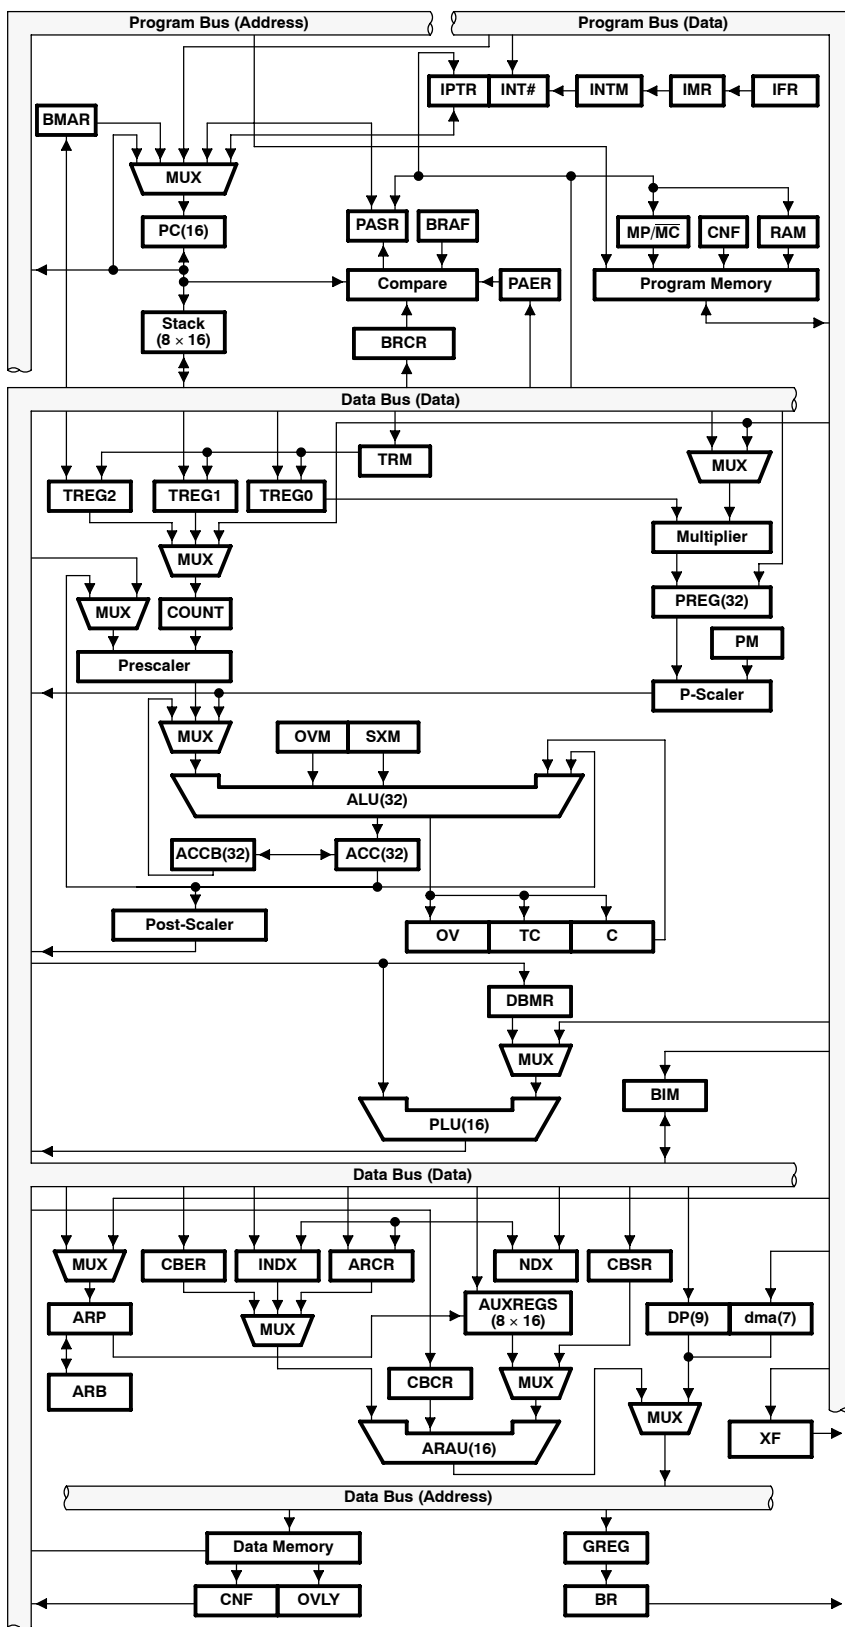 Program Bus (Address)
Program Bus (Data)
IPTR
INT#
INTM
IMR
IFR
BMAR
MUX
PC(16)
PASR
BRAF
MP/M̅C̅
CNF
RAM
Compare
PAER
Program Memory
Stack
(8 × 16)
BRCR
Data Bus (Data)
TRM
MUX
TREG2
TREG1
TREG0
Multiplier
MUX
MUX
COUNT
PREG(32)
PM
Prescaler
P-Scaler
MUX
OVM
SXM
ALU(32)
ACCB(32)
ACC(32)
Post-Scaler
OV
TC
C
DBMR
MUX
BIM
PLU(16)
Data Bus (Data)
MUX
CBER
INDX
ARCR
NDX
CBSR
ARP
MUX
AUXREGS
(8 × 16)
DP(9)
dma(7)
ARB
CBCR
MUX
MUX
XF
ARAU(16)
Data Bus (Address)
Data Memory
GREG
CNF
OVLY
BR